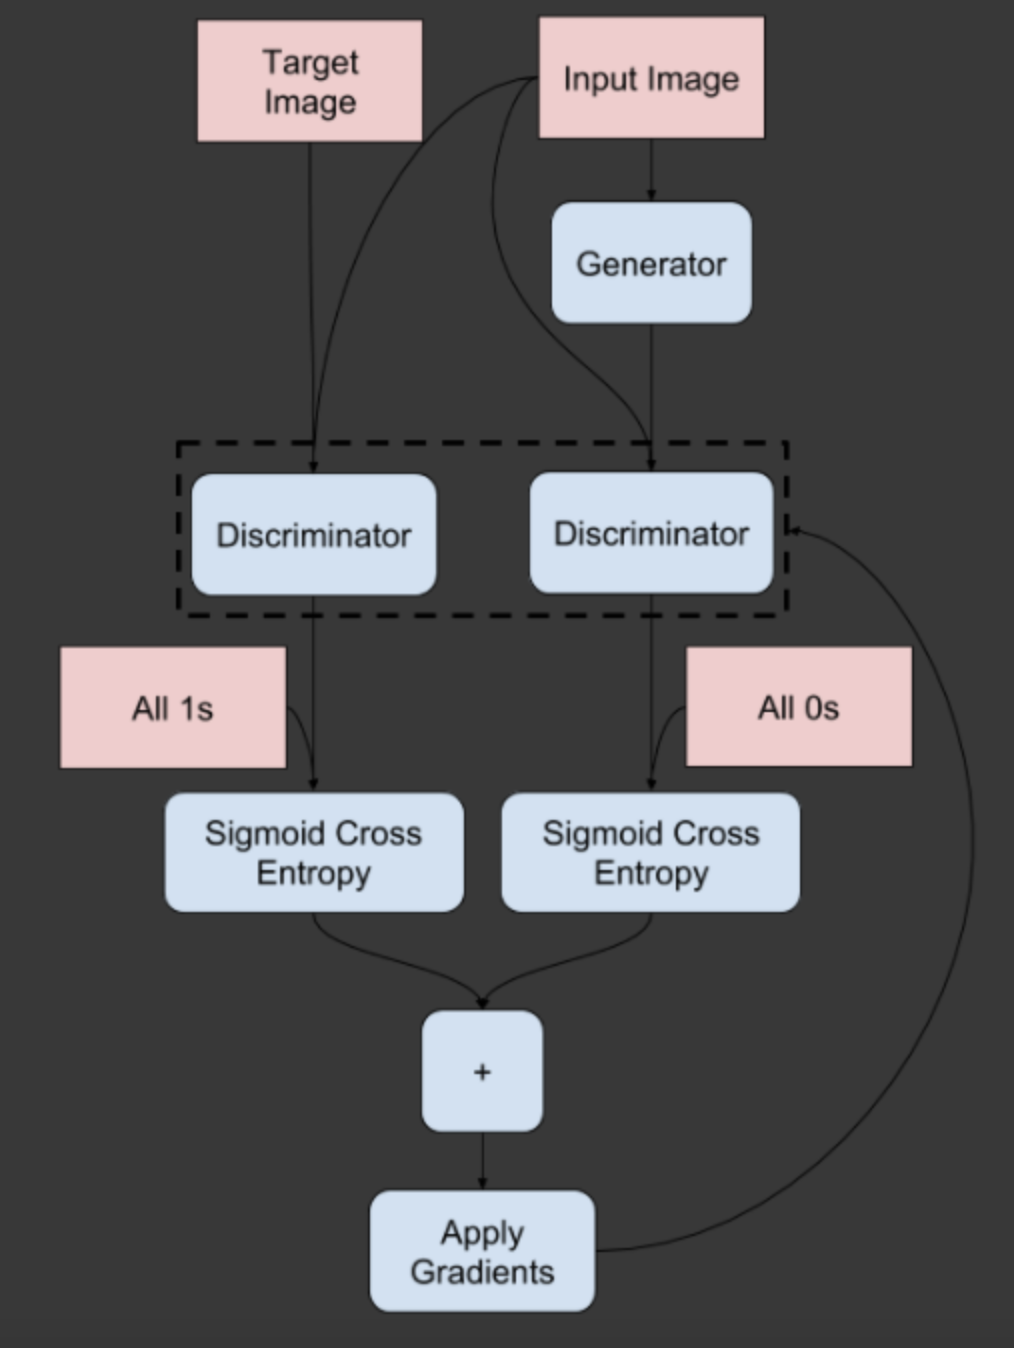 Target
Image
Input Image
Generator
Discriminator
Discriminator
All 1s
All 0s
Sigmoid Cross
Entropy
Sigmoid Cross
Entropy
+
Apply
Gradients